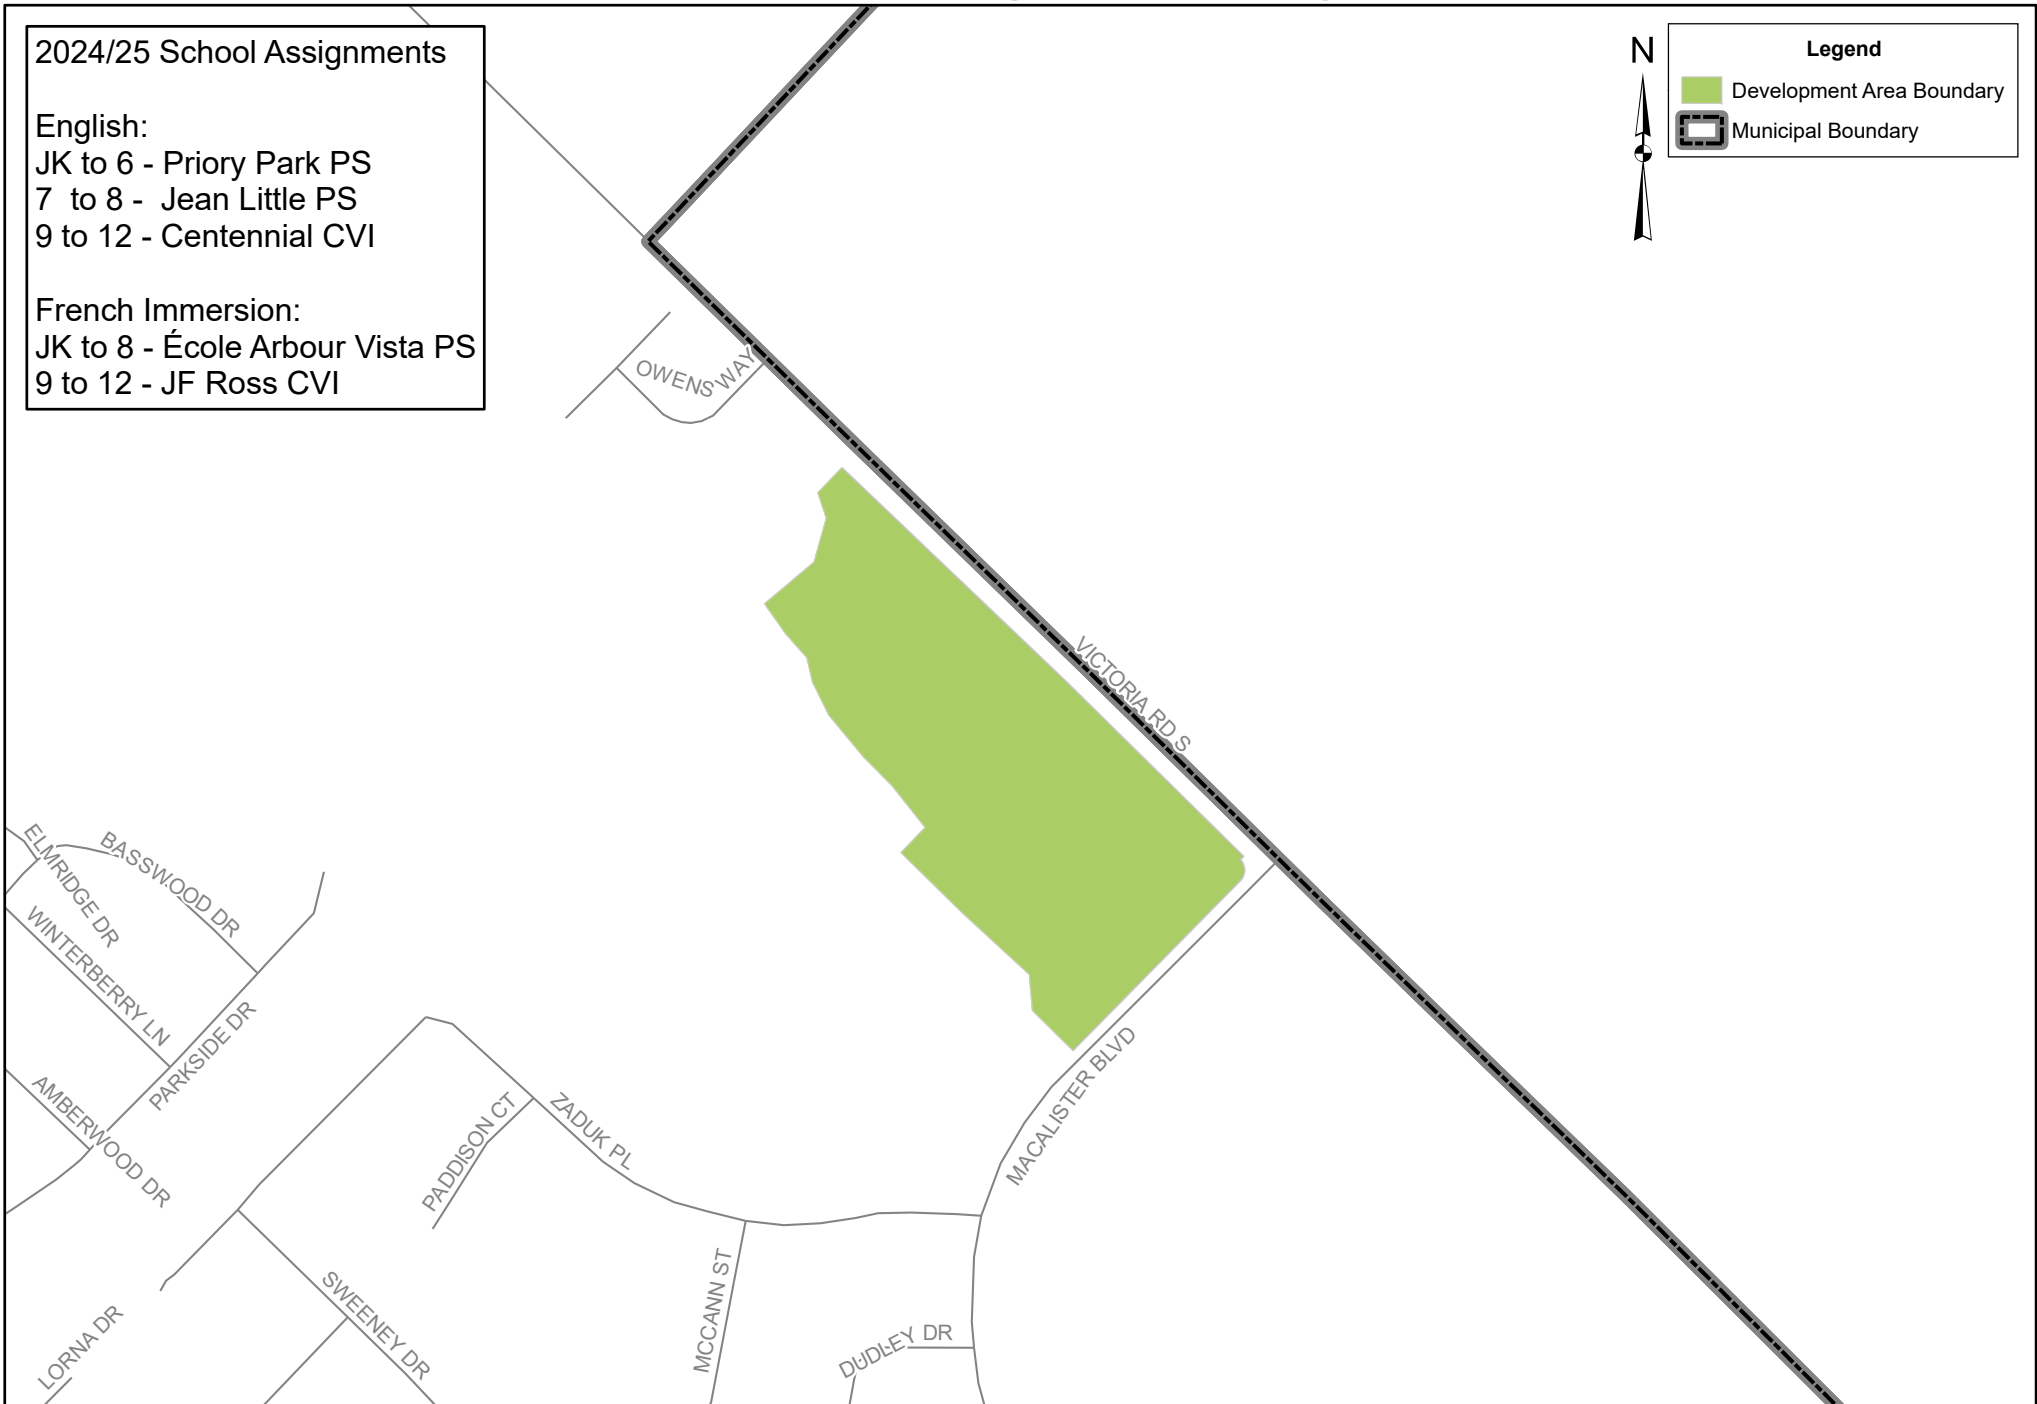 2024/25 School Assignments
English:
JK to 6 - Priory Park PS
7  to 8 -  Jean Little PS
9 to 12 - Centennial CVI
French Immersion:
JK to 8 - École Arbour Vista PS
9 to 12 - JF Ross CVI
N
Legend
Development Area Boundary
Municipal Boundary
OWENS WAY
VICTORIA RD S
ELMRIDGE DR
BASSWOOD DR
WINTERBERRY LN
PARKSIDE DR
AMBERWOOD DR
PADDISON CT
ZADUK PL
MACALISTER BLVD
MCCANN ST
SWEENEY DR
LORNA DR
DUDLEY DR